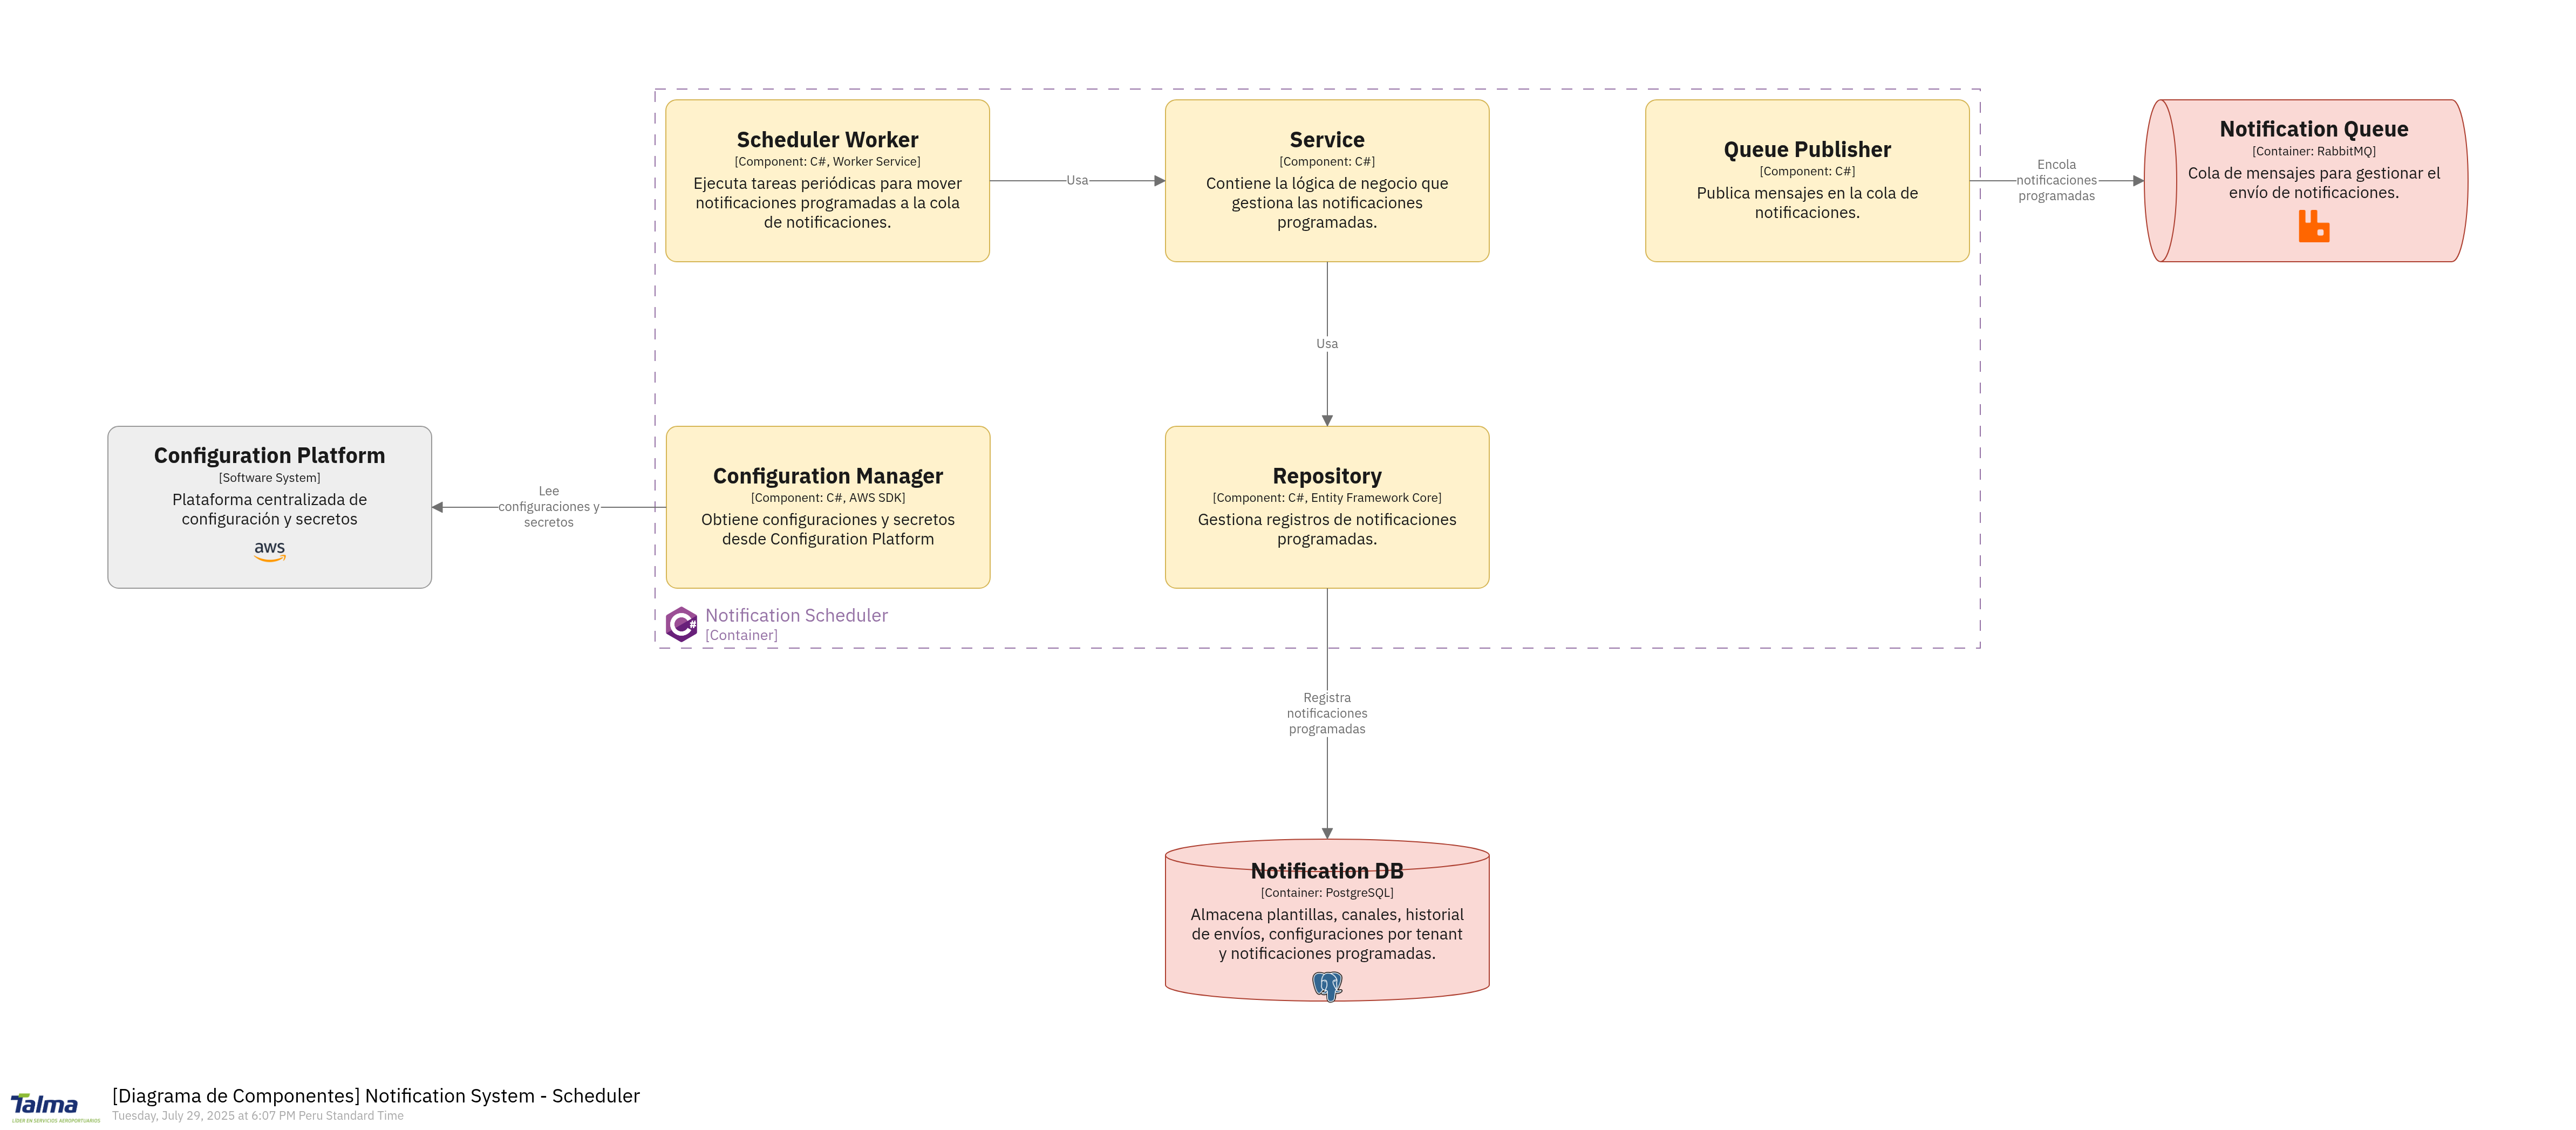 Scheduler Worker
[Component: C#, Worker Service]
Ejecuta tareas periódicas para mover
notificaciones programadas a la cola
de notificaciones.
Usa
Service
[Component: C#]
Contiene la lógica de negocio que
gestiona las notificaciones
programadas.
Queue Publisher
[Component: C#]
Publica mensajes en la cola de
notificaciones.
Encola
notificaciones
programadas
Notification Queue
[Container: RabbitMQ]
Cola de mensajes para gestionar el
envío de notificaciones.
Usa
Configuration Platform
[Software System]
Plataforma centralizada de
configuración y secretos
aws
Lee
configuraciones y
secretos
Configuration Manager
[Component: C#, AWS SDK]
Obtiene configuraciones y secretos
desde Configuration Platform
Repository
[Component: C#, Entity Framework Core]
Gestiona registros de notificaciones
programadas.
C#
Notification Scheduler
[Container]
Registra
notificaciones
programadas
Notification DB
[Container: PostgreSQL]
Almacena plantillas, canales, historial
de envíos, configuraciones por tenant
y notificaciones programadas.
Talma
LÍDER EN SERVICIOS AEROPORTUARIOS
[Diagrama de Componentes] Notification System - Scheduler
Tuesday, July 29, 2025 at 6:07 PM Peru Standard Time